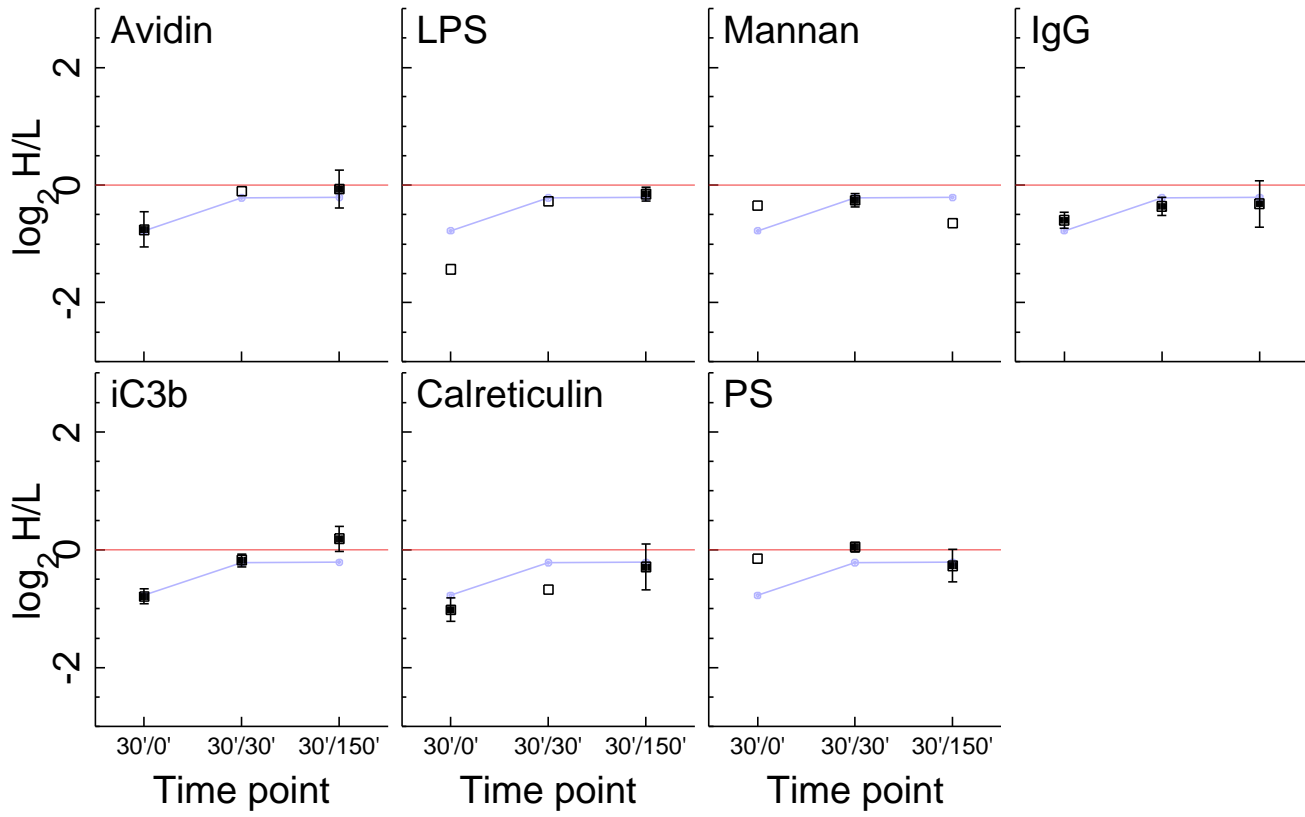 Avidin
LPS
Mannan
IgG
2
0
-2
log2 H/L
iC3b
Calreticulin
PS
2
0
-2
log2 H/L
30'/0' 30'/30' 30'/150'
30'/0' 30'/30' 30'/150'
30'/0' 30'/30' 30'/150'
Time point
Time point
Time point